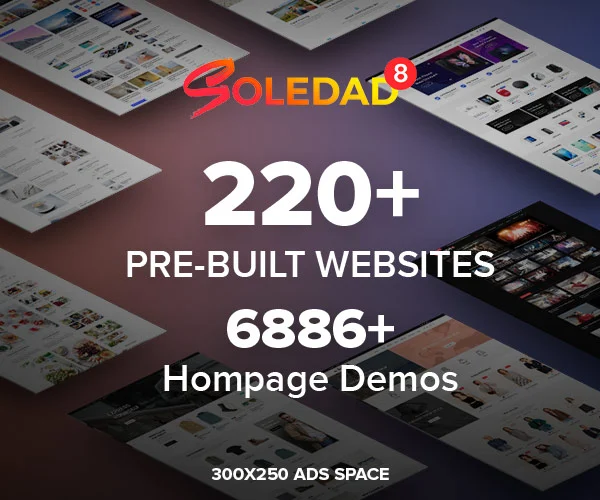 SOLEDAD 8
220+
PRE-BUILT WEBSITES
6886+
Hompage Demos
300X250 ADS SPACE